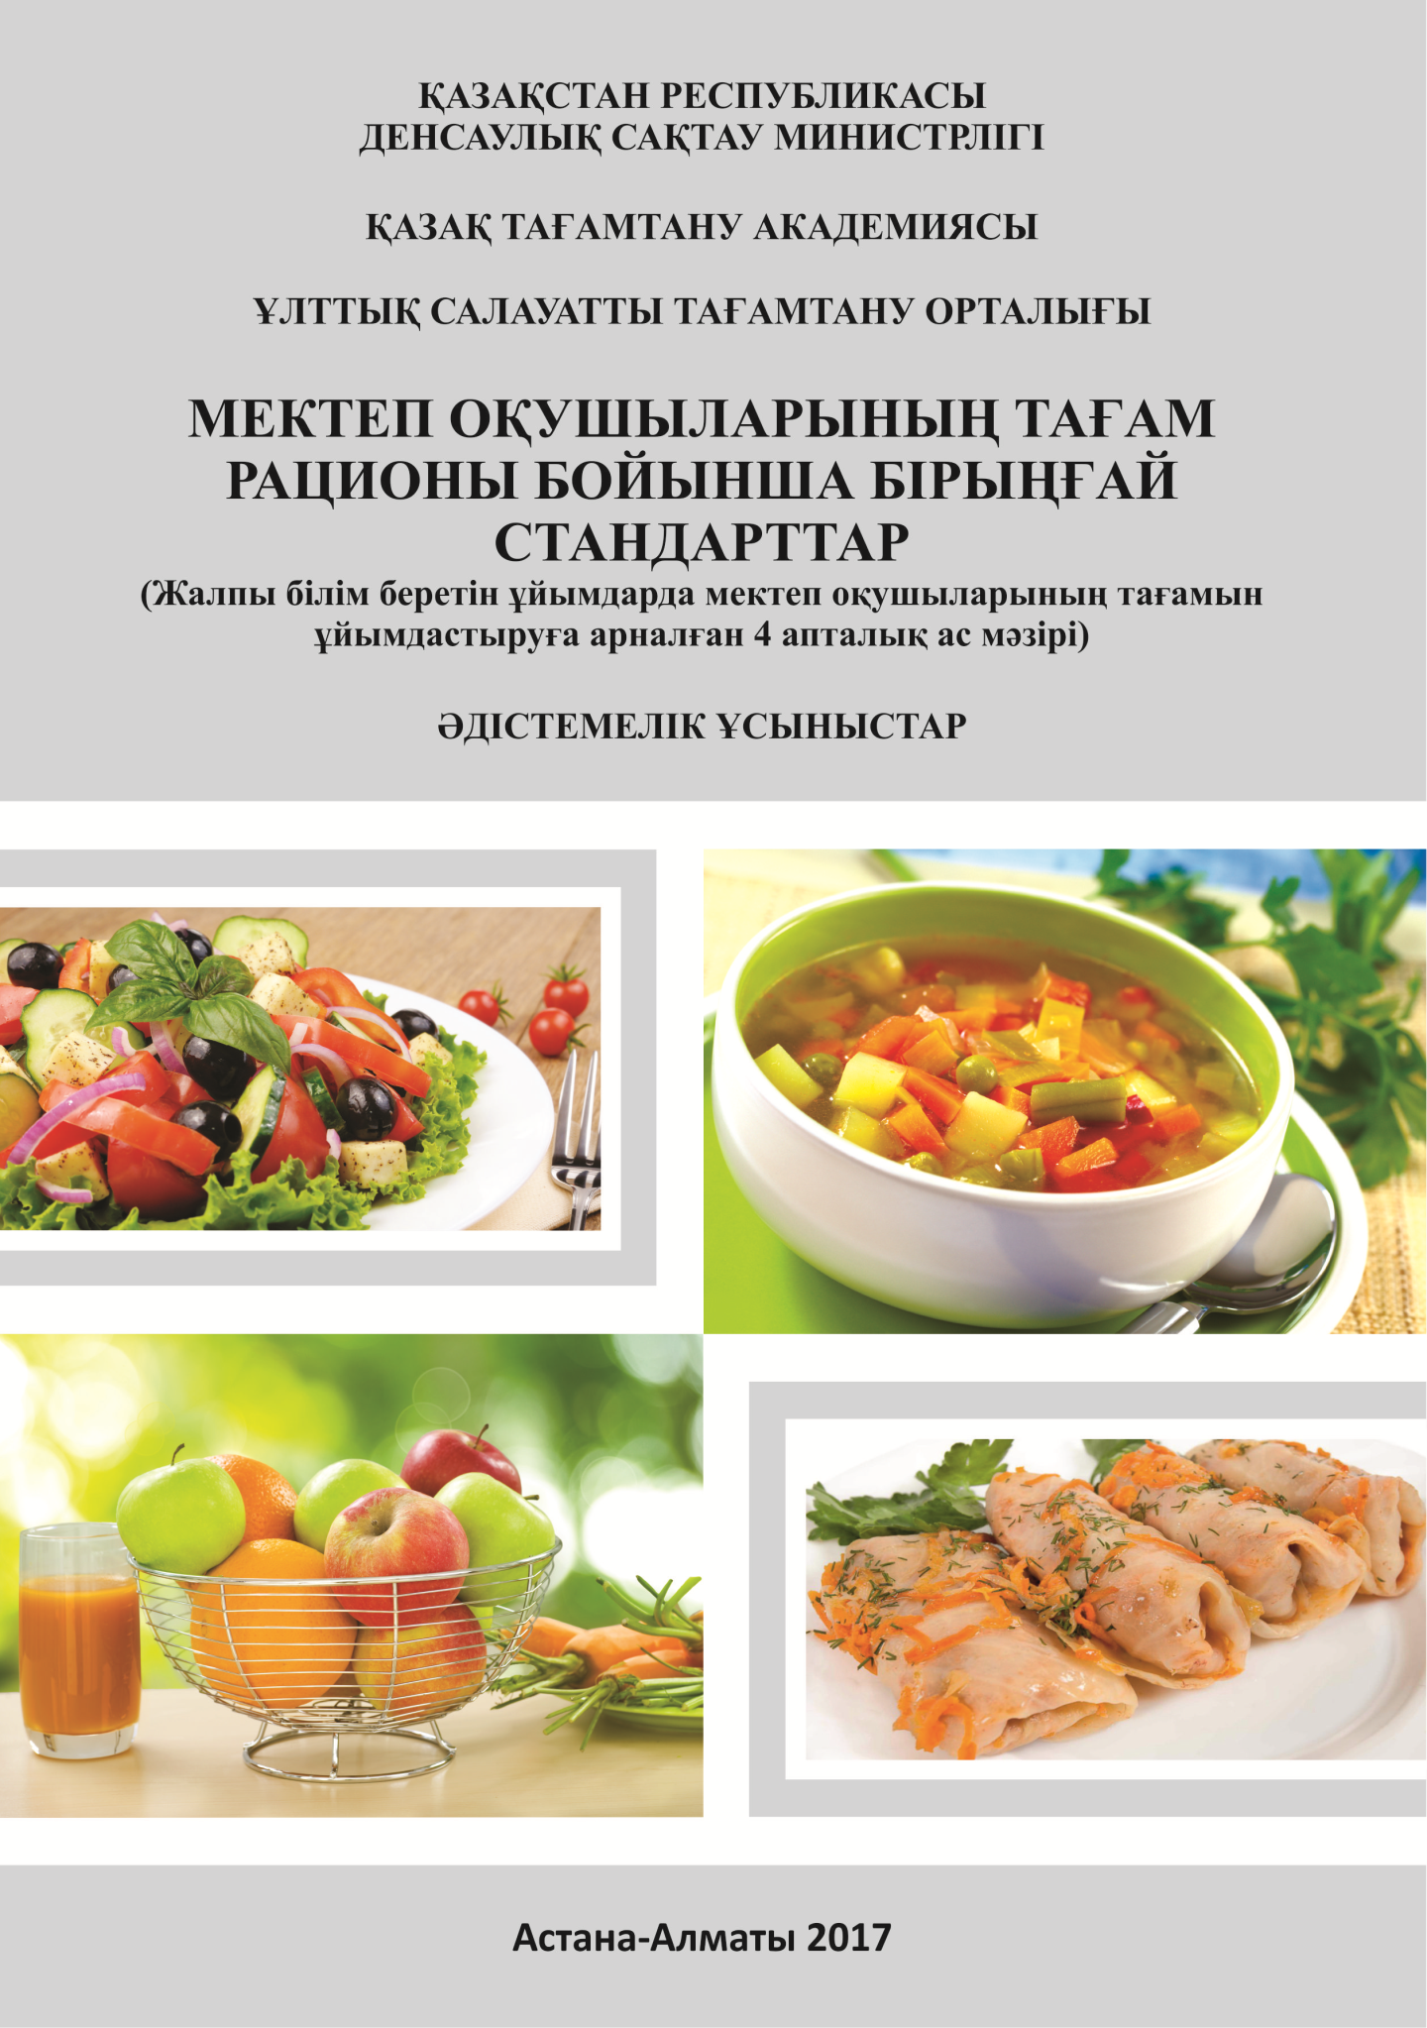 ҚАЗАҚСТАН РЕСПУБЛИКАСЫ
ДЕНСАУЛЫҚ САҚТАУ МИНИСТРЛІГІ
ҚАЗАҚ ТАҒАМТАНУ АКАДЕМИЯСЫ
ҰЛТТЫҚ САЛАУАТТЫ ТАҒАМТАНУ ОРТАЛЫҒЫ
МЕКТЕП ОҚУШЫЛАРЫНЫҢ ТАҒАМ
РАЦИОНЫ БОЙЫНША БІРЫҢҒАЙ
СТАНДАРТТАР
(Жалпы білім беретін ұйымдарда мектеп оқушыларының тағамын
ұйымдастыруға арналған 4 апталық ас мәзірі)
ӘДІСТЕМЕЛІК ҰСЫНЫСТАР
Астана-Алматы 2017